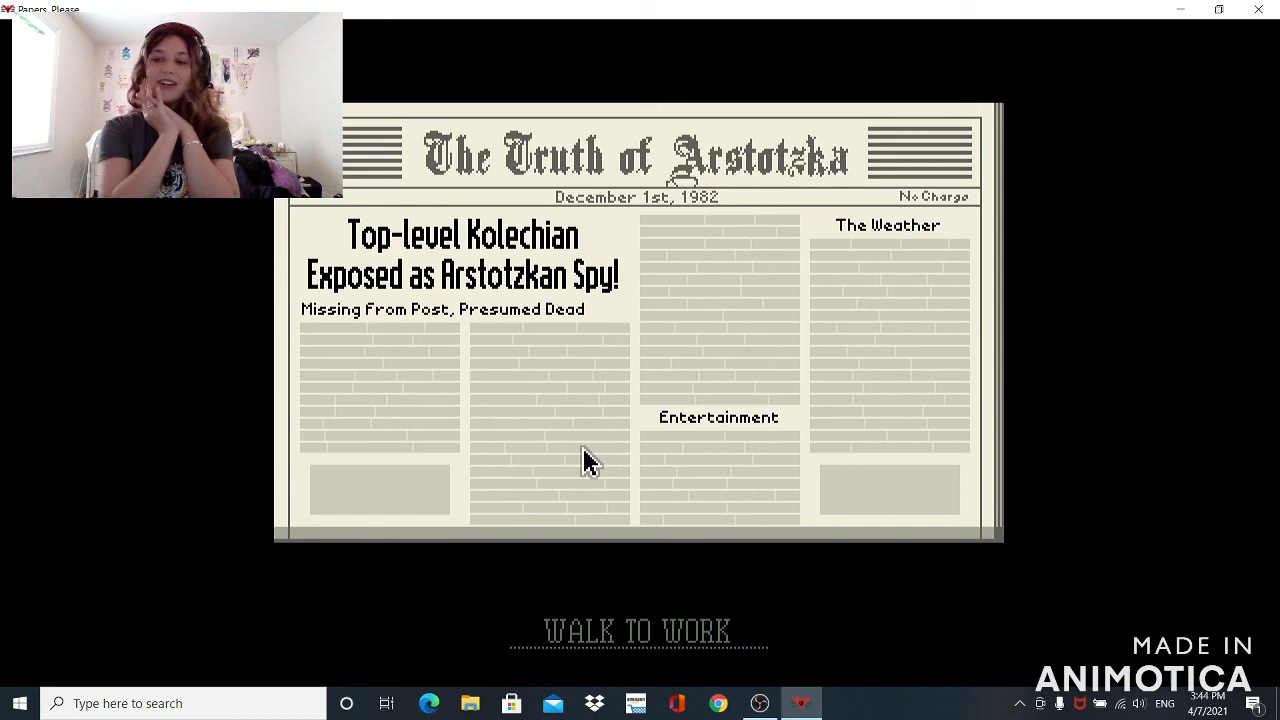 Papers, Please
The Truth of Arstotzka
December 1st, 1982
No Charge
Top-level Kolechian
Exposed as Arstotzkan Spy!
Missing From Post, Presumed Dead
The Weather
Entertainment
WALK TO WORK
MADE IN
ANIMOTICA
Type here to search
amazon
ENG
3:44 PM
4/7/2021
1